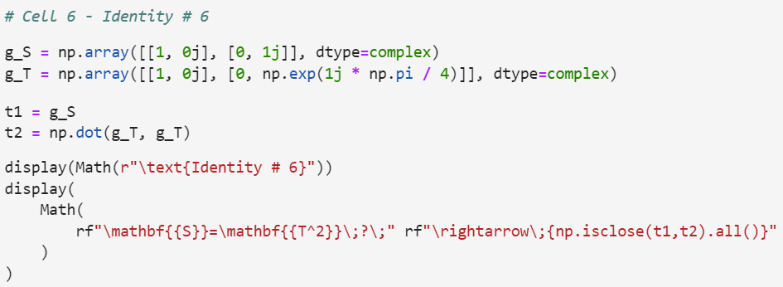 # Cell 6 - Identity # 6
g_S = np.array([[1, 0j], [0, 1j]], dtype=complex)
g_T = np.array([[1, 0j], [0, np.exp(1j * np.pi / 4)]], dtype=complex)
t1 = g_S
t2 = np.dot(g_T, g_T)
display(Math(r"\text{Identity # 6}"))
display(
    Math(
        rf"\mathbf{{S}}=\mathbf{{T^2}}\;?\;" rf"\rightarrow\;{np.isclose(t1,t2).all()}"
    )
)